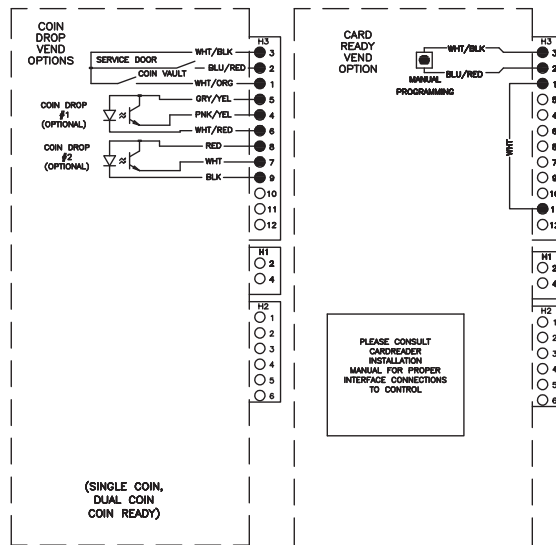 COIN
DROP
VEND
OPTIONS
SERVICE DOOR
COIN VAULT
WHT/BLK
BLU/RED
WHT/ORG
GRY/YEL
PNK/YEL
WHT/RED
RED
WHT
BLK
COIN DROP
#1
(OPTIONAL)
COIN DROP
#2
(OPTIONAL)
H3
3
2
1
5
4
6
8
7
9
10
11
12
H1
2
4
H2
1
2
3
4
5
6
(SINGLE COIN,
DUAL COIN
COIN READY)
CARD
READY
VEND
OPTION
WHT/BLK
BLU/RED
MANUAL
PROGRAMMING
WHT
H3
3
2
1
5
4
6
8
7
9
10
1
12
H1
2
4
H2
1
2
3
4
5
6
PLEASE CONSULT
CARDREADER
INSTALLATION
MANUAL FOR PROPER
INTERFACE CONNECTIONS
TO CONTROL